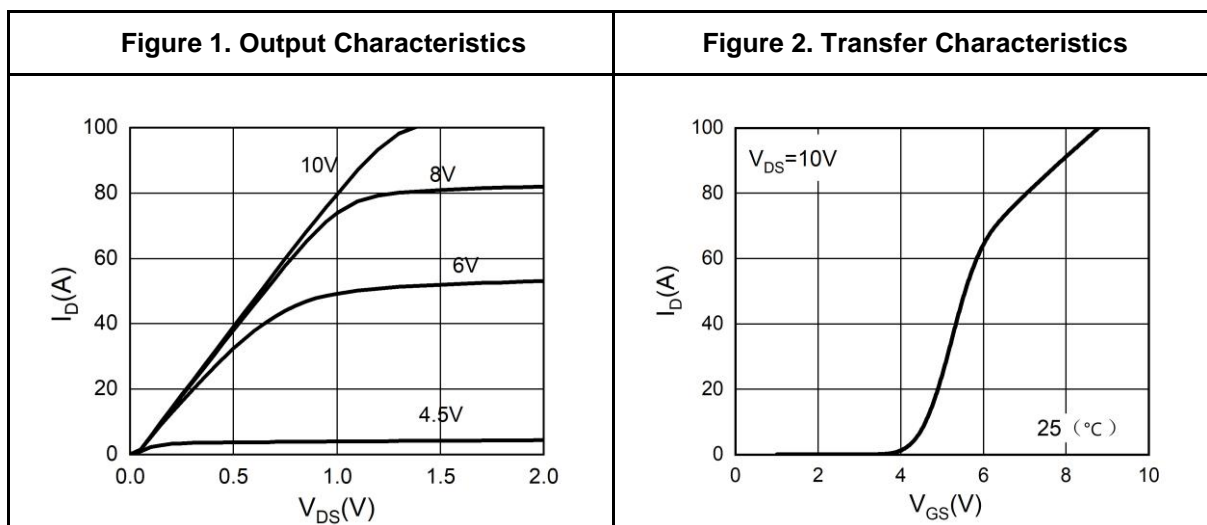 Figure 1. Output Characteristics
100
80
60
40
20
0
I_D(A)
10V
8V
6V
4.5V
0.0 0.5 1.0 1.5 2.0
V_DS(V)
Figure 2. Transfer Characteristics
100
80
60
40
20
0
I_D(A)
V_DS=10V
25（℃）
0 2 4 6 8 10
V_GS(V)